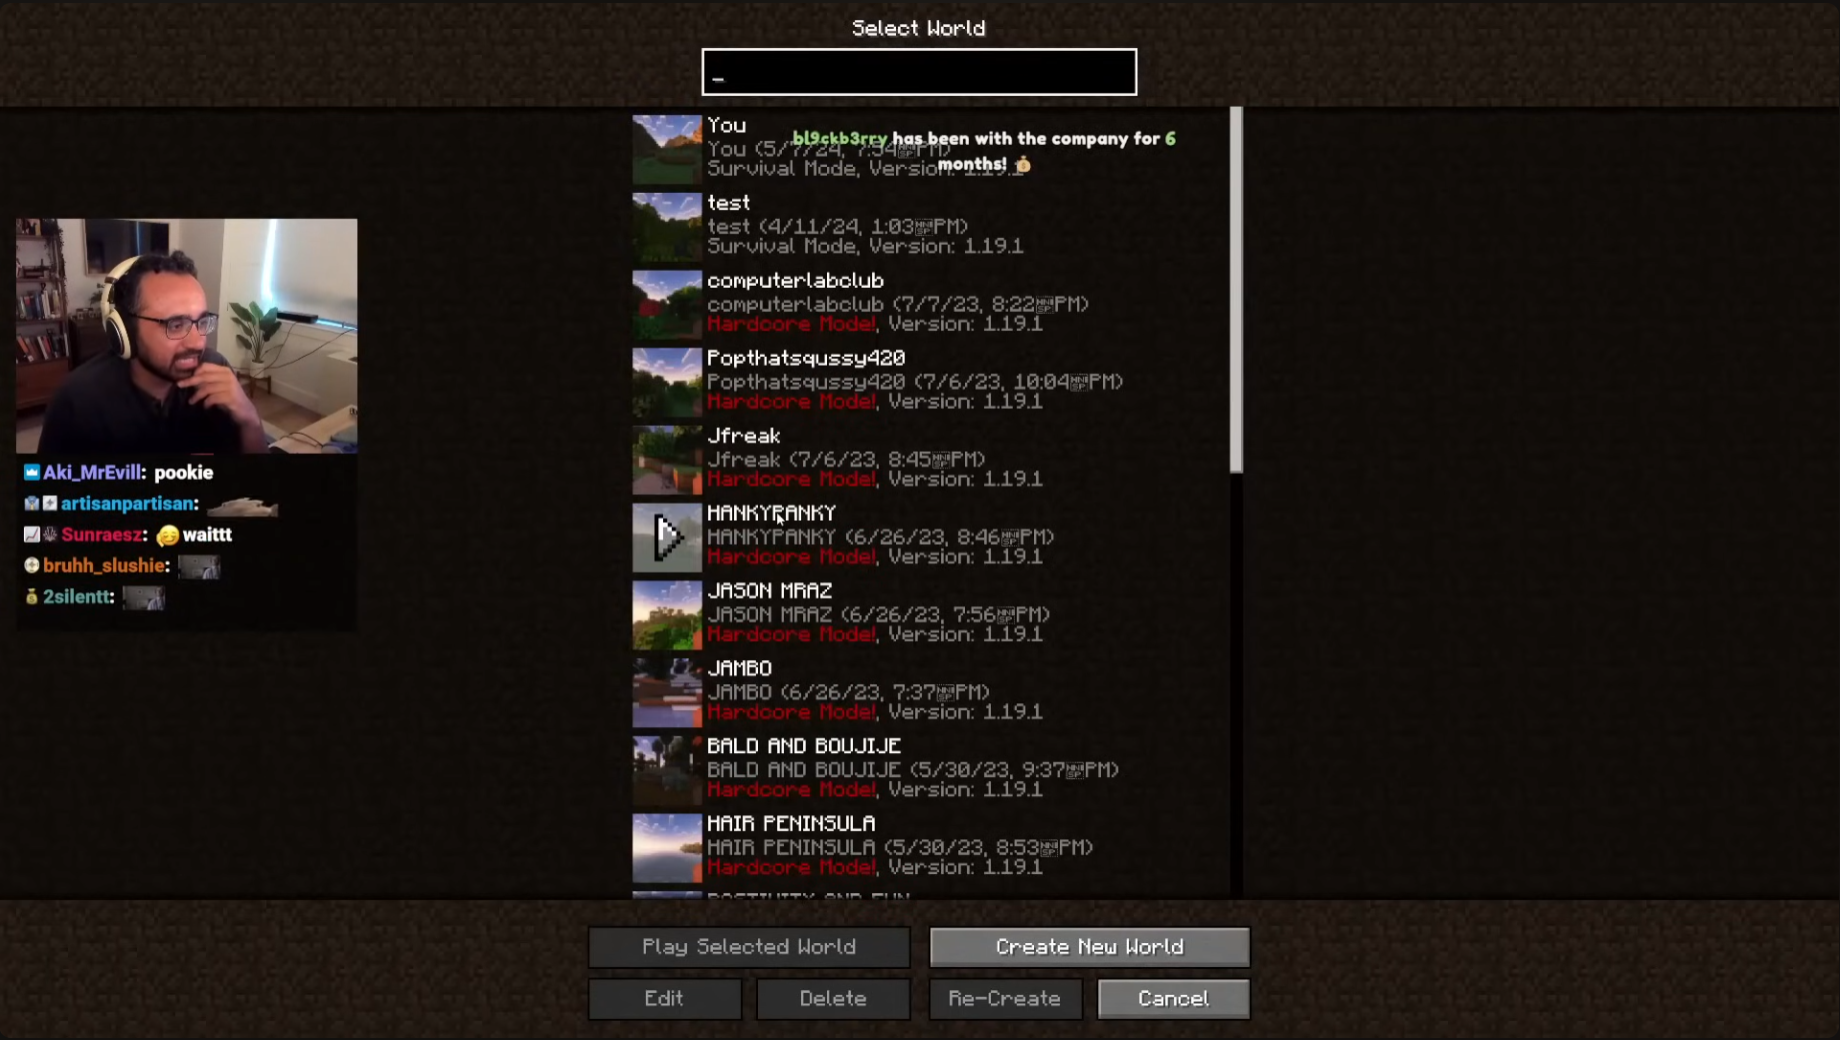 Select World
_
You
You (5/7/24, 7:34 PM)
Survival Mode, Version: 1.19.1
bl9ckb3rry has been with the company for 6
months!
test
test (4/11/24, 1:03 PM)
Survival Mode, Version: 1.19.1
computerlabclub
computerlabclub (7/7/23, 8:22 PM)
Hardcore Mode!, Version: 1.19.1
Popthatsqussy420
Popthatsqussy420 (7/6/23, 10:04 PM)
Hardcore Mode!, Version: 1.19.1
Jfreak
Jfreak (7/6/23, 8:45 PM)
Hardcore Mode!, Version: 1.19.1
HANKYPANKY
HANKYPANKY (6/26/23, 8:46 PM)
Hardcore Mode!, Version: 1.19.1
JASON MRAZ
JASON MRAZ (6/26/23, 7:56 PM)
Hardcore Mode!, Version: 1.19.1
JAMBO
JAMBO (6/26/23, 7:37 PM)
Hardcore Mode!, Version: 1.19.1
BALD AND BOUJIJE
BALD AND BOUJIJE (5/30/23, 9:37 PM)
Hardcore Mode!, Version: 1.19.1
HAIR PENINSULA
HAIR PENINSULA (5/30/23, 8:53 PM)
Hardcore Mode!, Version: 1.19.1
Aki_MrEvill: pookie
artisanpartisan:
Sunraesz: waittt
bruhh_slushie:
2silentt:
Play Selected World
Create New World
Edit
Delete
Re-Create
Cancel